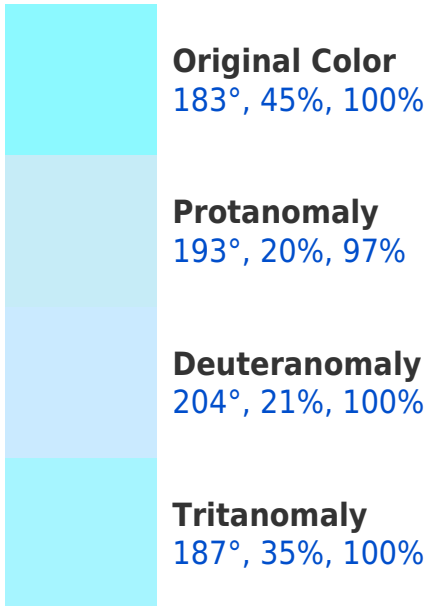 Original Color
183°, 45%, 100%
Protanomaly
193°, 20%, 97%
Deuteranomaly
204°, 21%, 100%
Tritanomaly
187°, 35%, 100%